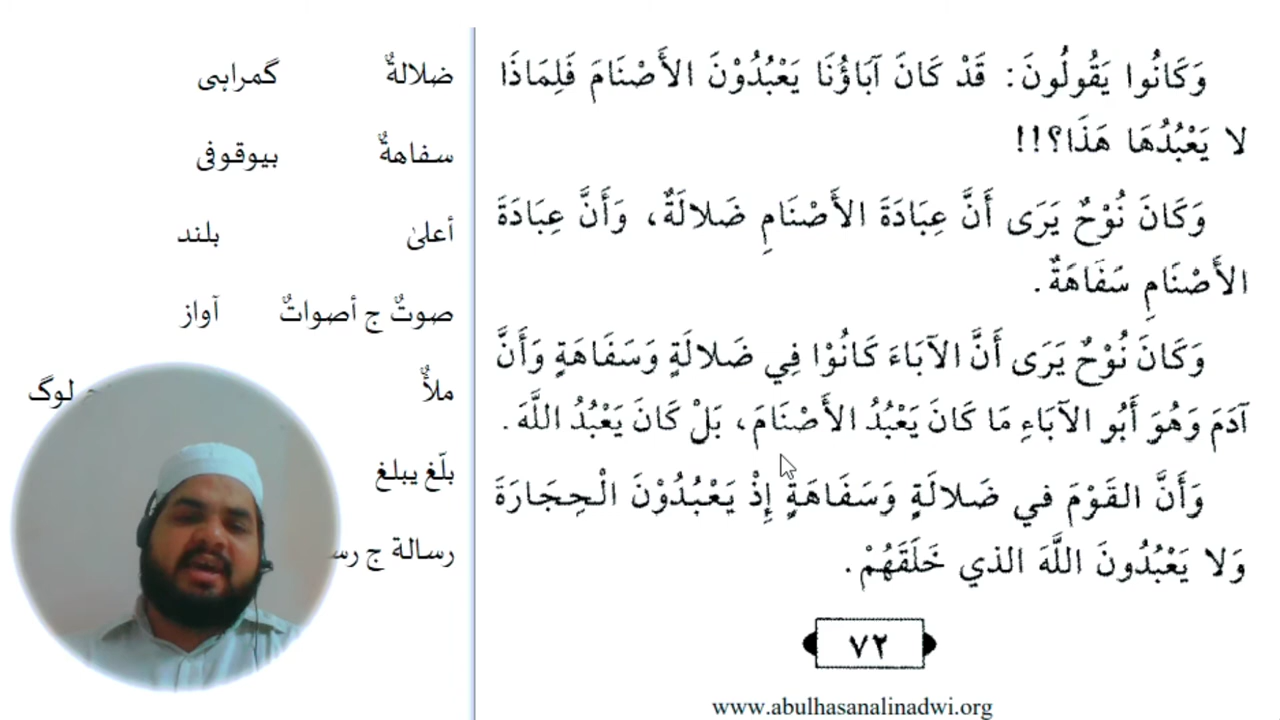 وَكَانُوا يَقُولُونَ: قَدْ كَانَ آبَاؤُنَا يَعْبُدُوْنَ الأَصْنَامَ فَلِمَاذَا
لا يَعْبُدُهَا هَذَا؟!!
وَكَانَ نُوْحٌ يَرَى أَنَّ عِبَادَةَ الأَصْنَامِ ضَلالَةٌ، وَأَنَّ عِبَادَةَ
الأَصْنَامِ سَفَاهَةٌ.
وَكَانَ نُوْحٌ يَرَى أَنَّ الآبَاءَ كَانُوْا فِي ضَلالَةٍ وَسَفَاهَةٍ وَأَنَّ
آدَمَ وَهُوَ أَبُو الآبَاءِ مَا كَانَ يَعْبُدُ الأَصْنَامَ، بَلْ كَانَ يَعْبُدُ اللَّهَ.
وَأَنَّ القَوْمَ في ضَلالَةٍ وَسَفَاهَةٍ إِذْ يَعْبُدُوْنَ الْحِجَارَةَ
وَلا يَعْبُدُونَ اللَّهَ الذي خَلَقَهُمْ.
٧٢
www.abulhasanalinadwi.org
ضلالةٌ گمراہی
سفاهةٌ بیوقوفی
أعلیٰ بلند
صوتٌ ج أصواتٌ آواز
ملأٌ لوگ
بلّغ يبلغ
رسالة ج